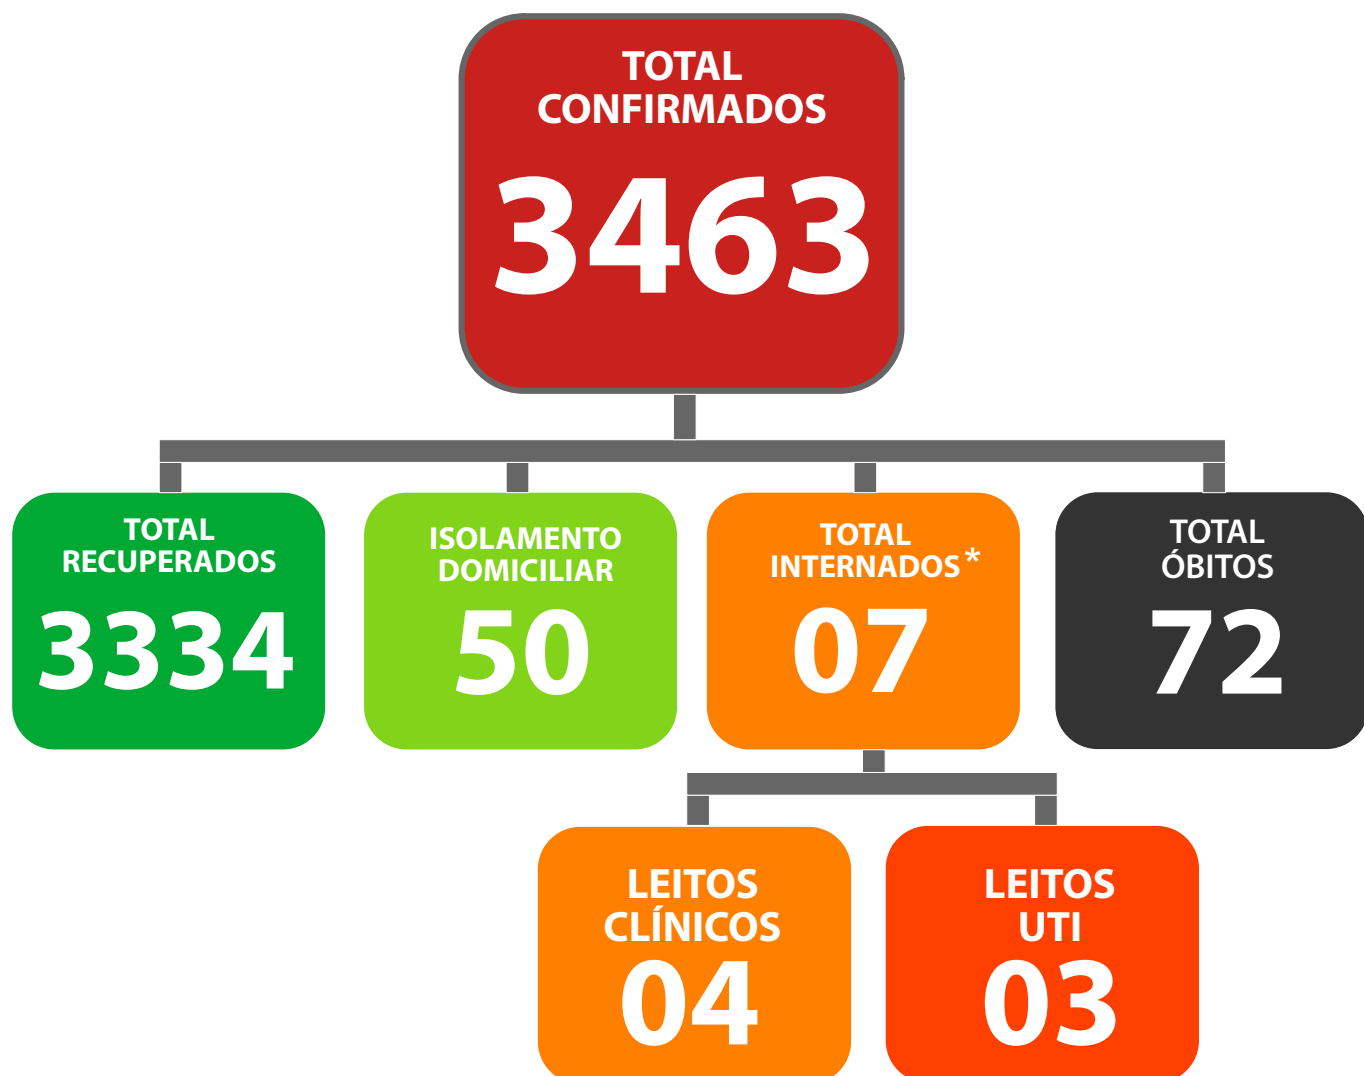 TOTAL
CONFIRMADOS
3463
TOTAL
RECUPERADOS
3334
ISOLAMENTO
DOMICILIAR
50
TOTAL
INTERNADOS*
07
TOTAL
ÓBITOS
72
LEITOS
CLÍNICOS
04
LEITOS
UTI
03